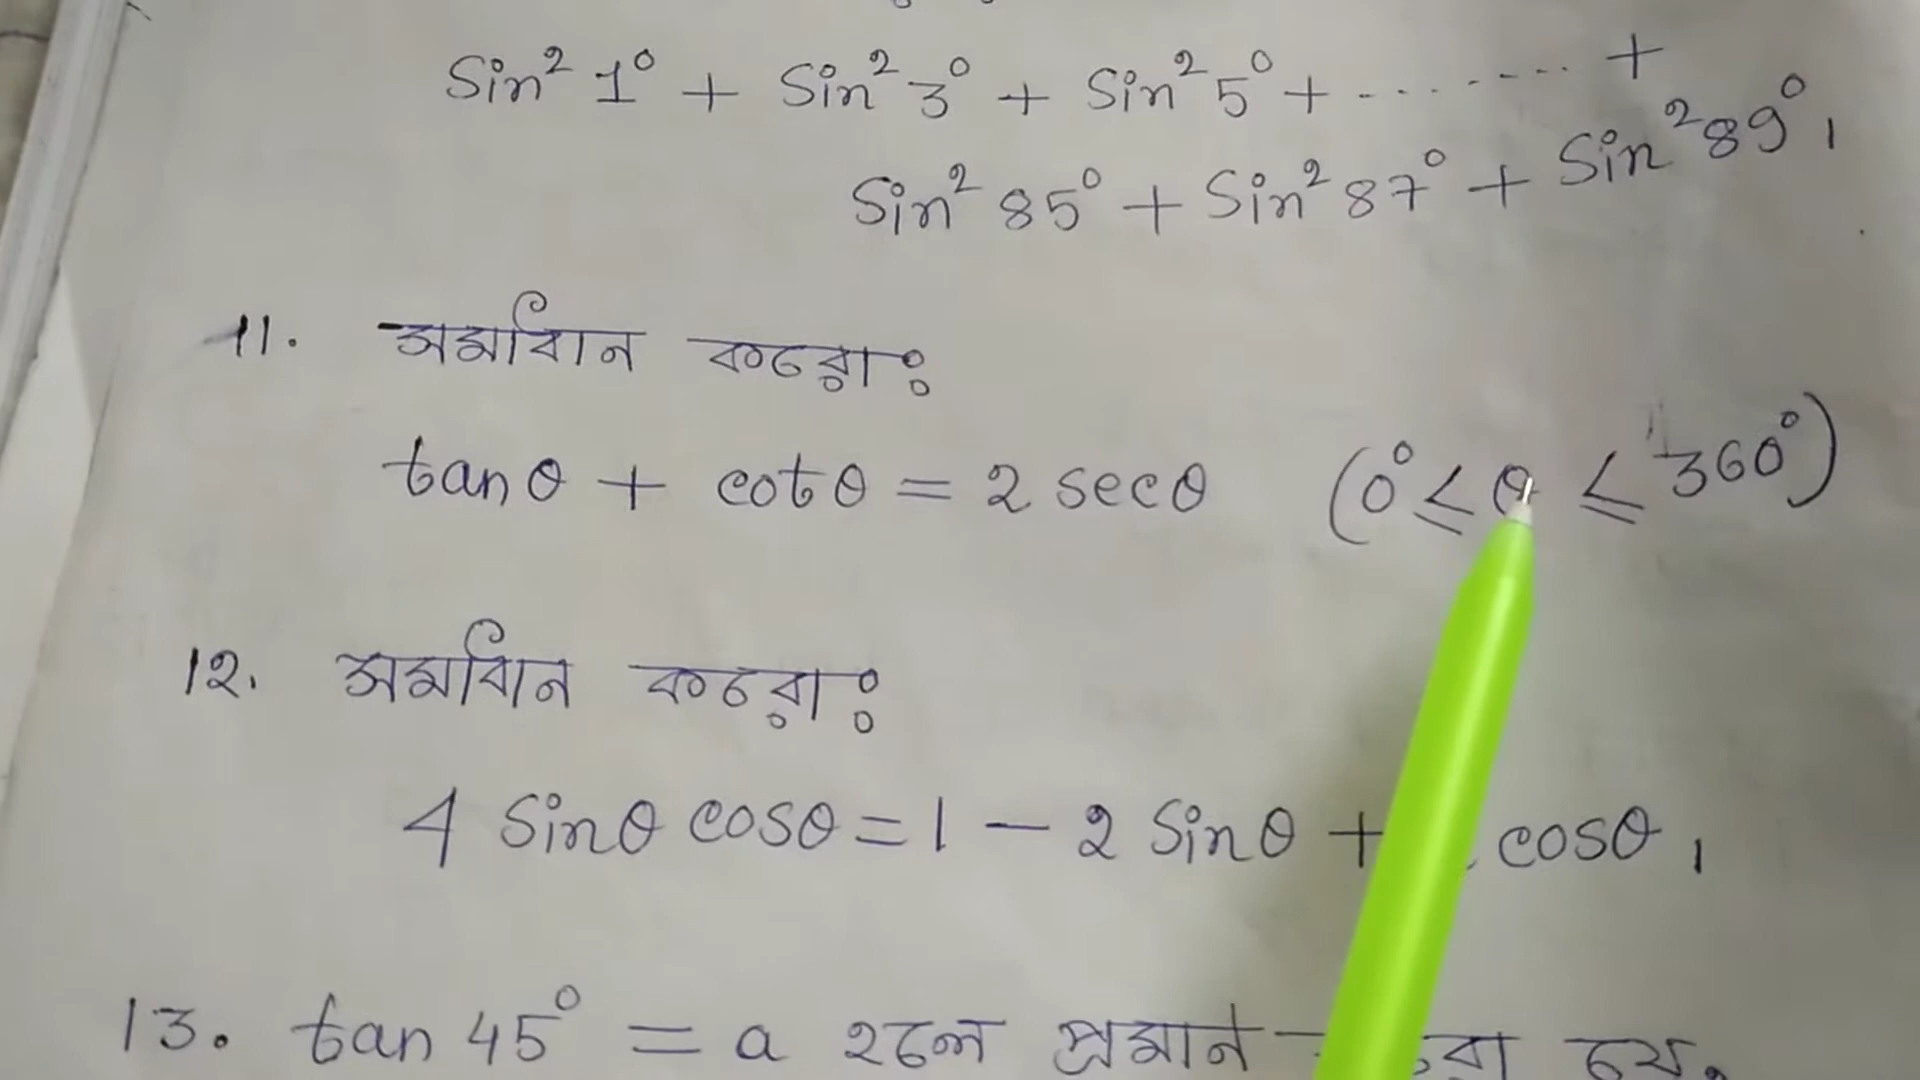 Sin² 1° + Sin² 3° + Sin² 5° + ........ +
Sin² 85° + Sin² 87° + Sin² 89°।
11. সমাধান করো:
tanθ + cotθ = 2 secθ (0° ≤ θ ≤ 360°)
12. সমাধান করো:
4 Sinθ cosθ = 1 – 2 Sinθ + cosθ।
13. tan 45° = a হলে প্রমান যে,